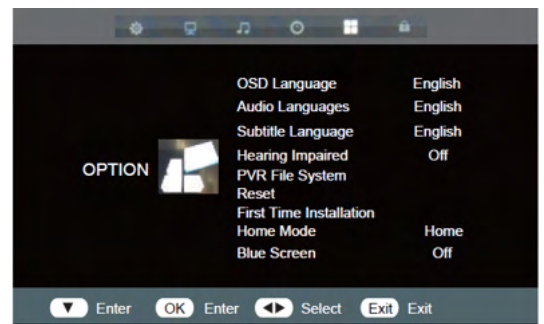 OSD Language English
Audio Languages English
Subtitle Language English
Hearing Impaired Off
OPTION
PVR File System
Reset
First Time Installation
Home Mode Home
Blue Screen Off
Enter OK Enter Select Exit Exit